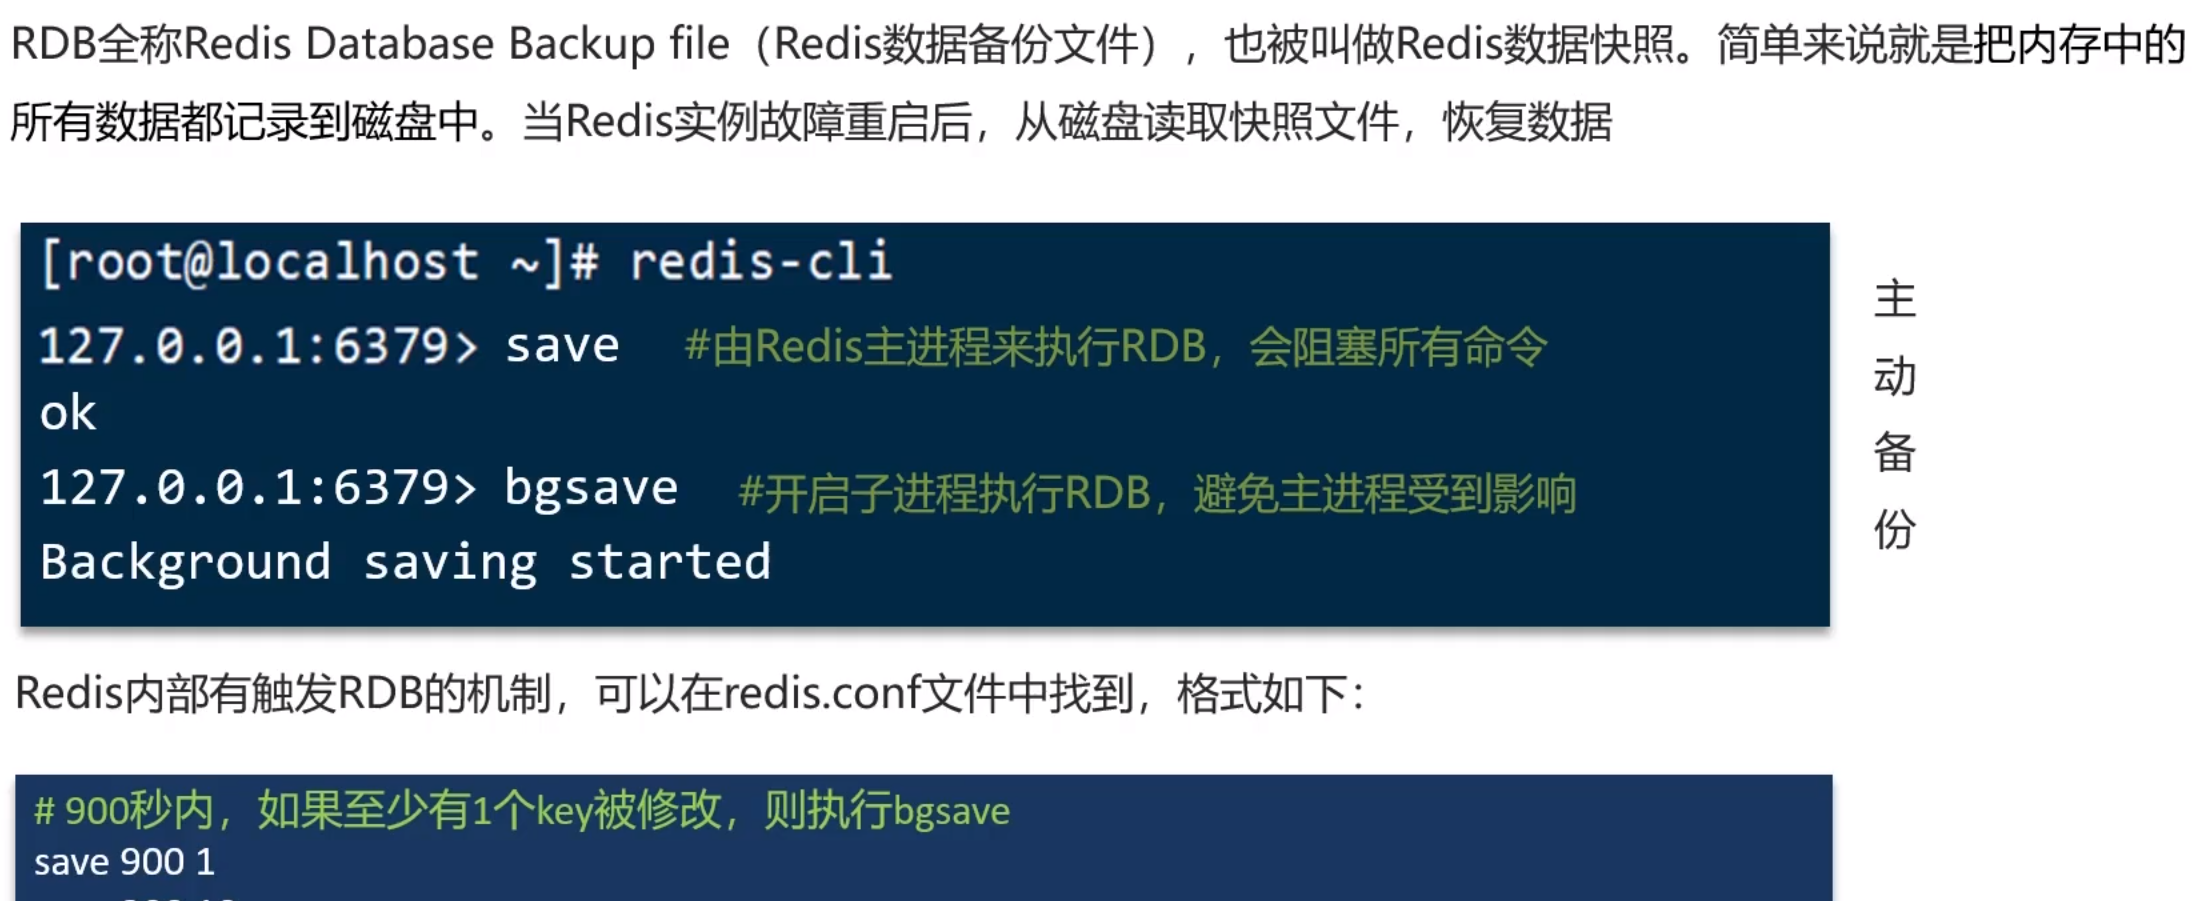 RDB全称Redis Database Backup file（Redis数据备份文件），也被叫做Redis数据快照。简单来说就是把内存中的
所有数据都记录到磁盘中。当Redis实例故障重启后，从磁盘读取快照文件，恢复数据
[root@localhost ~]# redis-cli
127.0.0.1:6379> save #由Redis主进程来执行RDB，会阻塞所有命令
ok
127.0.0.1:6379> bgsave #开启子进程执行RDB，避免主进程受到影响
Background saving started
主
动
备
份
Redis内部有触发RDB的机制，可以在redis.conf文件中找到，格式如下：
# 900秒内，如果至少有1个key被修改，则执行bgsave
save 900 1